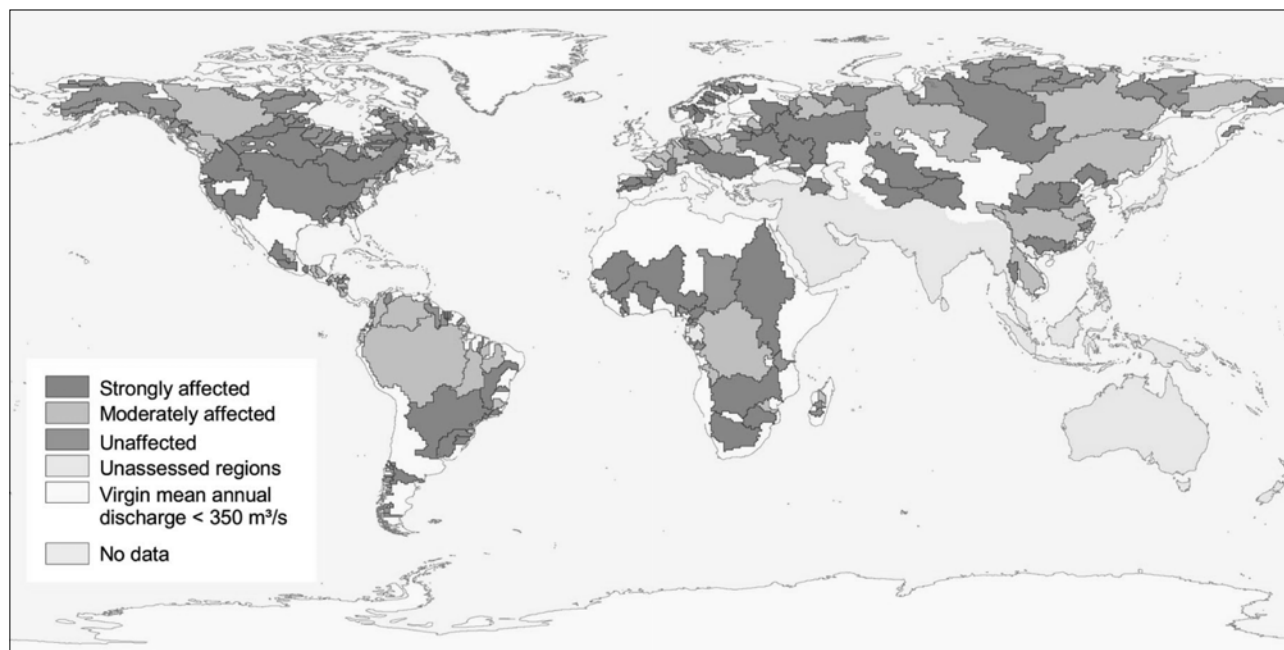 Strongly affected
Moderately affected
Unaffected
Unassessed regions
Virgin mean annual
discharge < 350 m³/s
No data